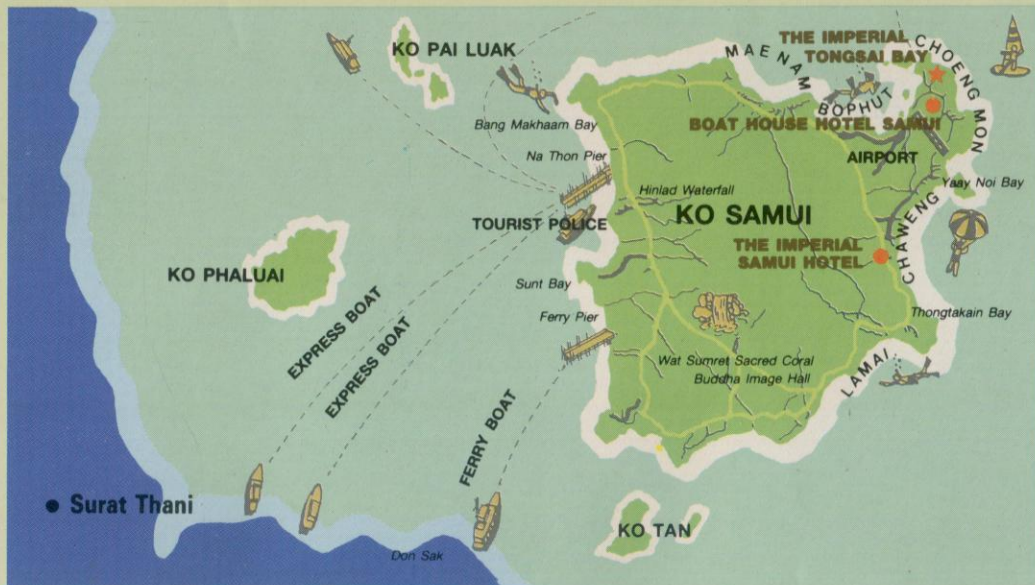 KO PAI LUAK
THE IMPERIAL
TONGSAI BAY
CHOENG MON
MAENAM
BOPHUT
Bang Makhaam Bay
BOAT HOUSE HOTEL SAMUI
Na Thon Pier
AIRPORT
Hinlad Waterfall
Yaay Noi Bay
KO SAMUI
TOURIST POLICE
CHAWENG
THE IMPERIAL
SAMUI HOTEL
KO PHALUAI
Sunt Bay
Ferry Pier
Thongtakain Bay
EXPRESS BOAT
EXPRESS BOAT
Wat Sumret Sacred Coral
Buddha Image Hall
LAMAI
FERRY BOAT
Surat Thani
KO TAN
Don Sak